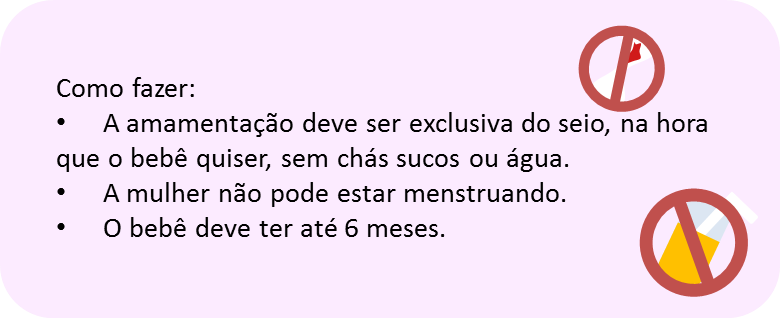 Como fazer:
• A amamentação deve ser exclusiva do seio, na hora
que o bebê quiser, sem chás sucos ou água.
• A mulher não pode estar menstruando.
• O bebê deve ter até 6 meses.